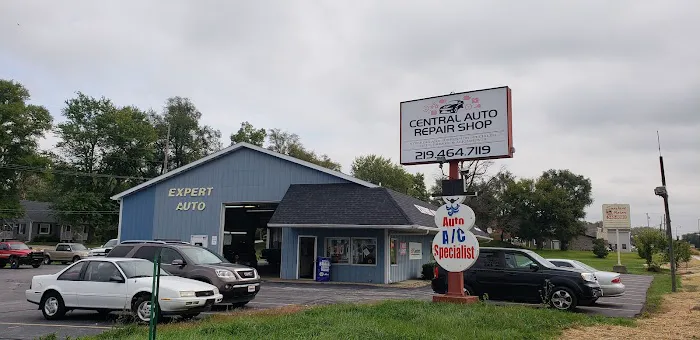 EXPERT
AUTO
CENTRAL AUTO
REPAIR SHOP
219.464.7119
Auto
A/C
Specialist